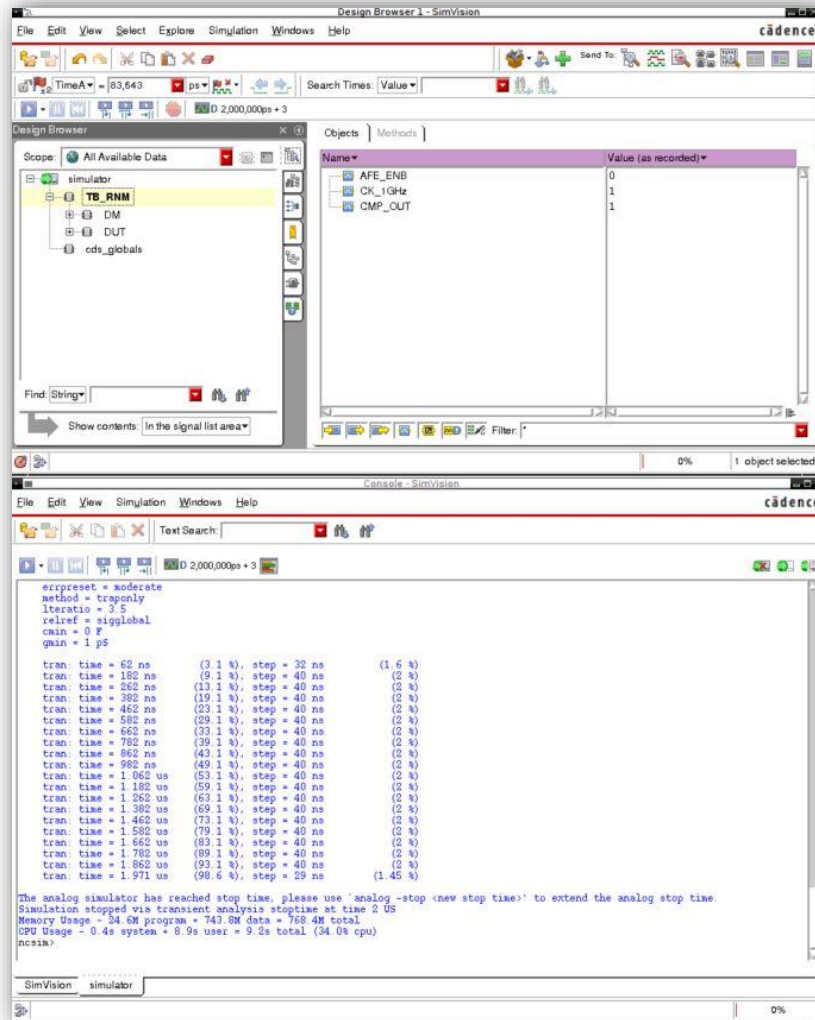 Design Browser 1 - SimVision
File Edit View Select Explore Simulation Windows Help cādence
Send To:
TimeA = 83,643 ps Search Times: Value
D 2,000,000ps + 3
Design Browser
Objects Methods
Scope: All Available Data
Name Value (as recorded)
simulator
AFE_ENB 0
TB_RNM
CK_1GHz 1
DM
CMP_OUT 1
DUT
cds_globals
Find: String
Show contents: In the signal list area
Filter: *
0% 1 object selected
Console - SimVision
File Edit View Simulation Windows Help cādence
Text Search:
D 2,000,000ps + 3
errpreset = moderate
method = traponly
lteratio = 3.5
relref = sigglobal
cmin = 0 F
gmin = 1 pS
tran: time = 62 ns (3.1 %), step = 32 ns (1.6 %)
tran: time = 182 ns (9.1 %), step = 40 ns (2 %)
tran: time = 262 ns (13.1 %), step = 40 ns (2 %)
tran: time = 382 ns (19.1 %), step = 40 ns (2 %)
tran: time = 462 ns (23.1 %), step = 40 ns (2 %)
tran: time = 582 ns (29.1 %), step = 40 ns (2 %)
tran: time = 662 ns (33.1 %), step = 40 ns (2 %)
tran: time = 782 ns (39.1 %), step = 40 ns (2 %)
tran: time = 862 ns (43.1 %), step = 40 ns (2 %)
tran: time = 982 ns (49.1 %), step = 40 ns (2 %)
tran: time = 1.062 us (53.1 %), step = 40 ns (2 %)
tran: time = 1.182 us (59.1 %), step = 40 ns (2 %)
tran: time = 1.262 us (63.1 %), step = 40 ns (2 %)
tran: time = 1.382 us (69.1 %), step = 40 ns (2 %)
tran: time = 1.462 us (73.1 %), step = 40 ns (2 %)
tran: time = 1.582 us (79.1 %), step = 40 ns (2 %)
tran: time = 1.662 us (83.1 %), step = 40 ns (2 %)
tran: time = 1.782 us (89.1 %), step = 40 ns (2 %)
tran: time = 1.862 us (93.1 %), step = 40 ns (2 %)
tran: time = 1.971 us (98.6 %), step = 29 ns (1.45 %)
The analog simulator has reached stop time, please use `analog -stop <new stop time>' to extend the analog stop time.
Simulation stopped via transient analysis stoptime at time 2 US
Memory Usage - 24.6M program + 743.8M data = 768.4M total
CPU Usage - 0.4s system + 8.9s user = 9.2s total (34.0% cpu)
ncsim>
SimVision simulator
0%